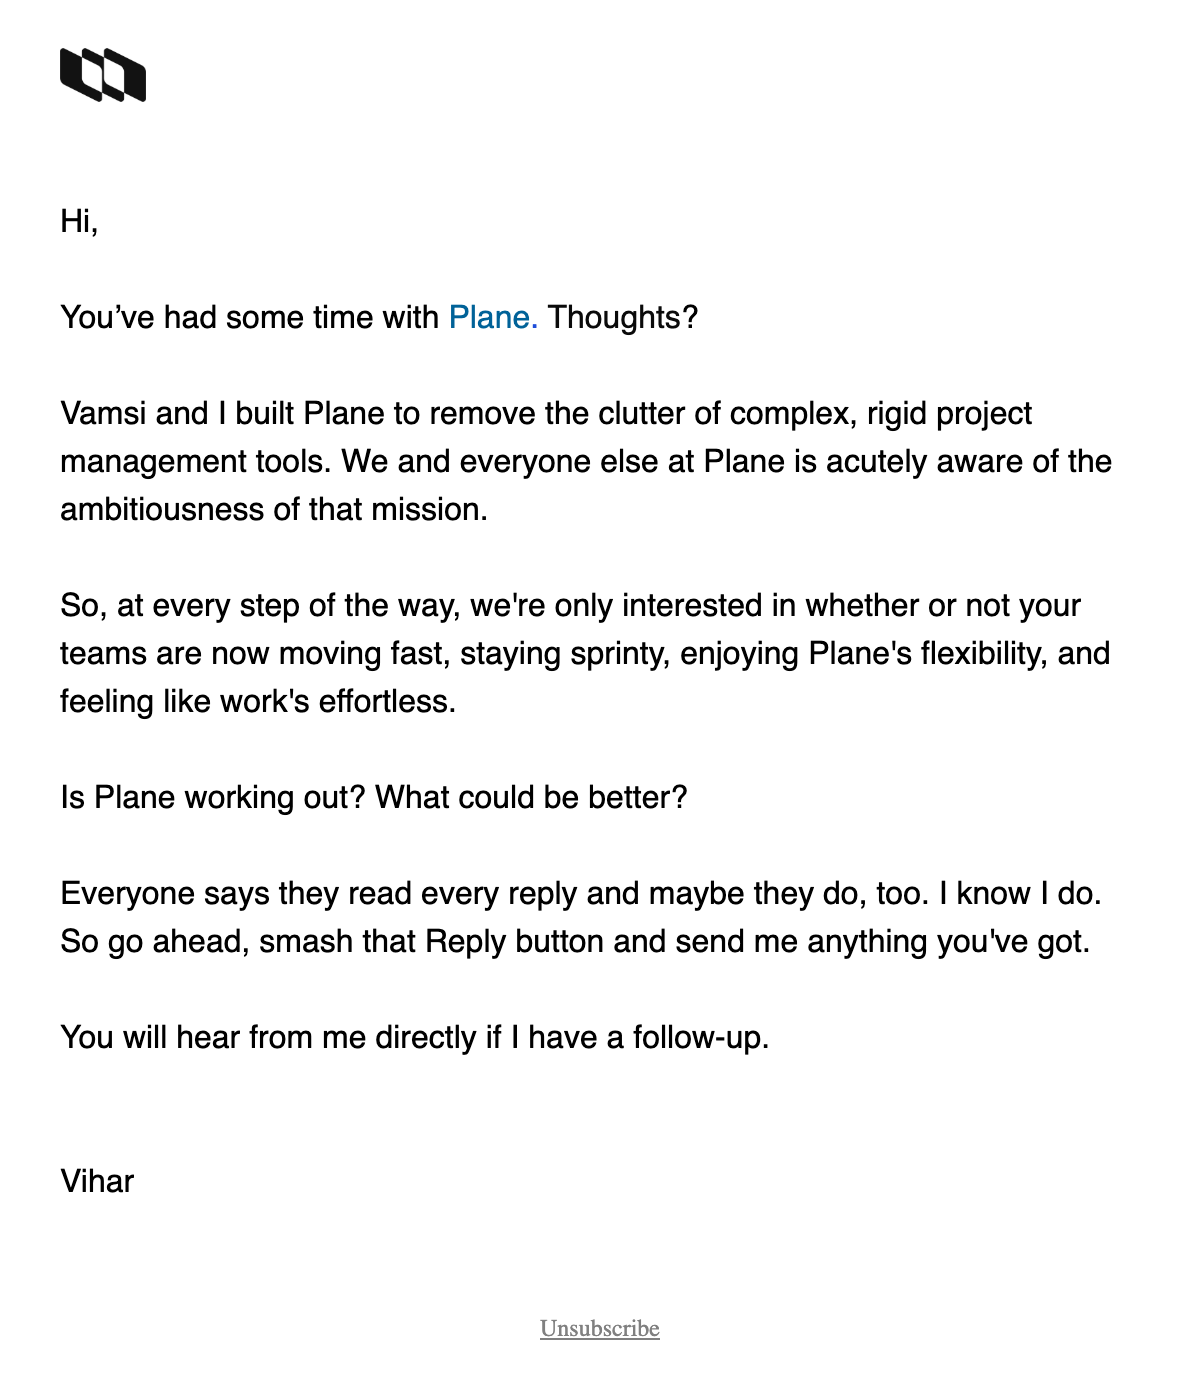 Hi,
You’ve had some time with Plane. Thoughts?
Vamsi and I built Plane to remove the clutter of complex, rigid project
management tools. We and everyone else at Plane is acutely aware of the
ambitiousness of that mission.
So, at every step of the way, we're only interested in whether or not your
teams are now moving fast, staying sprinty, enjoying Plane's flexibility, and
feeling like work's effortless.
Is Plane working out? What could be better?
Everyone says they read every reply and maybe they do, too. I know I do.
So go ahead, smash that Reply button and send me anything you've got.
You will hear from me directly if I have a follow-up.
Vihar
Unsubscribe